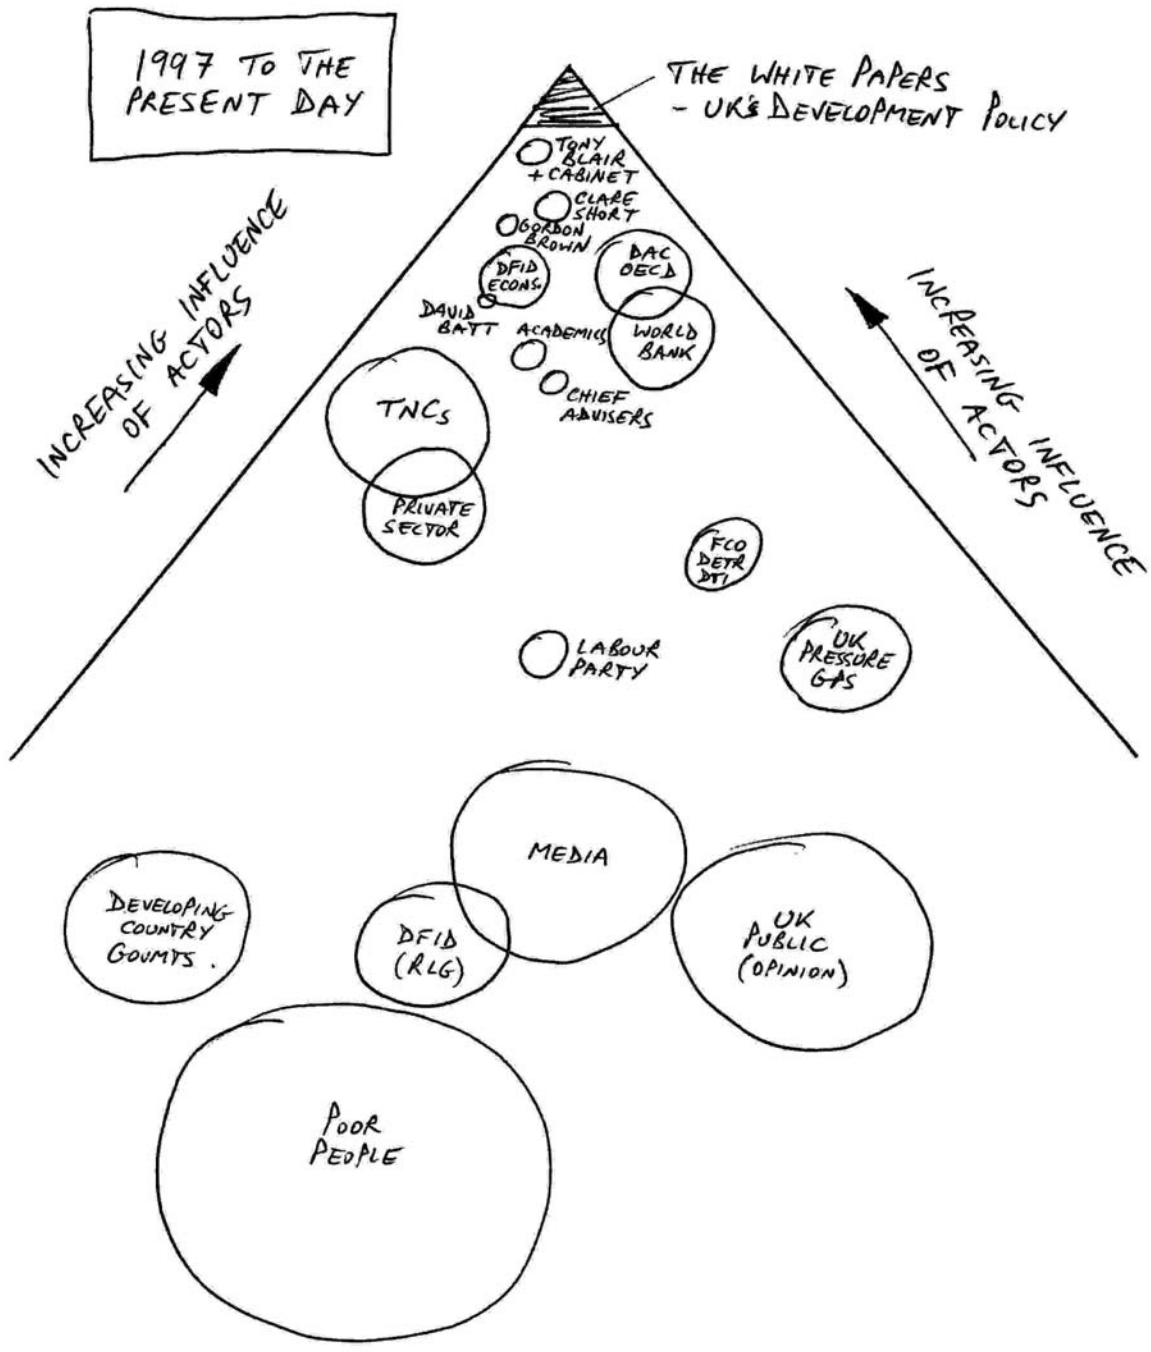 1997 TO THE
PRESENT DAY
THE WHITE PAPERS
- UK'S DEVELOPMENT POLICY
TONY
BLAIR
+ CABINET
CLARE
SHORT
GORDON
BROWN
DFID
ECONS.
DAC
OECD
DAVID
BATT
ACADEMICS
WORLD
BANK
CHIEF
ADVISERS
INCREASING INFLUENCE
OF ACTORS
INCREASING INFLUENCE
OF ACTORS
TNCS
PRIVATE
SECTOR
FCO
DETR
DTI
LABOUR
PARTY
UK
PRESSURE
GPS
MEDIA
DEVELOPING
COUNTRY
GOVMTS.
DFID
(RLG)
UK
PUBLIC
(OPINION)
POOR
PEOPLE